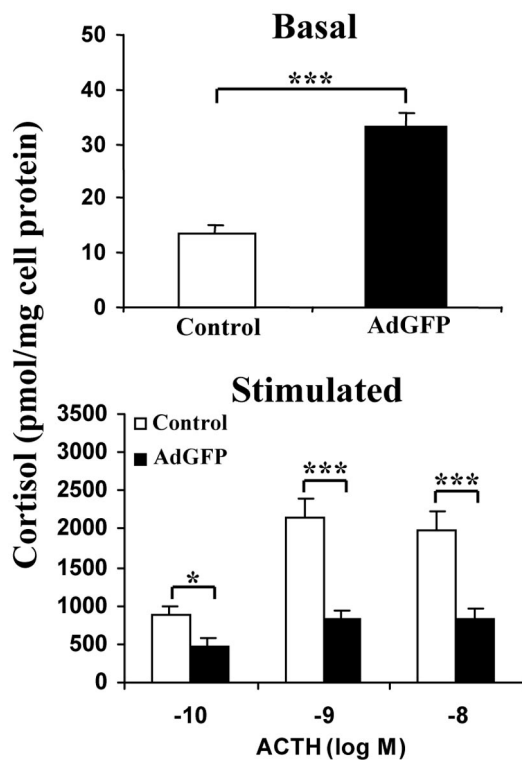 Basal
Cortisol (pmol/mg cell protein)
50
40
30
20
10
0
***
Control
AdGFP
Stimulated
3500
3000
2500
2000
1500
1000
500
0
Control
AdGFP
*
***
***
-10
-9
-8
ACTH (log M)